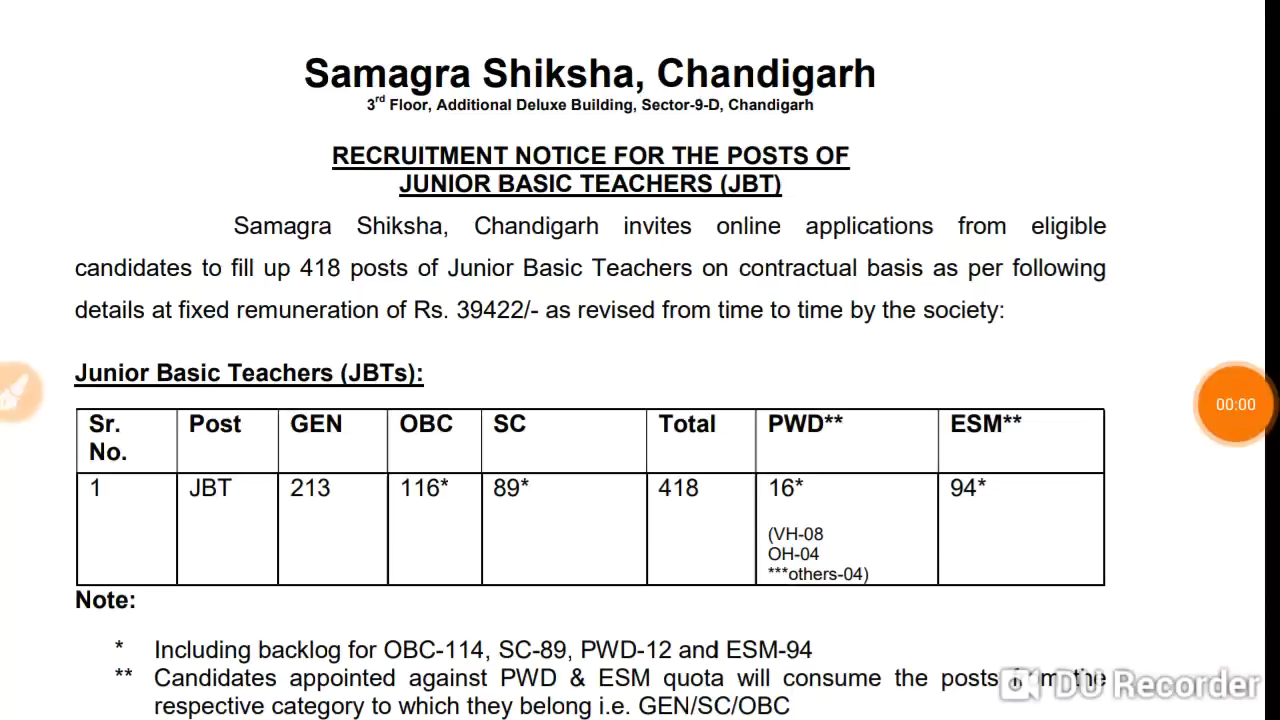 Samagra Shiksha, Chandigarh
3rd Floor, Additional Deluxe Building, Sector-9-D, Chandigarh
RECRUITMENT NOTICE FOR THE POSTS OF
JUNIOR BASIC TEACHERS (JBT)
Samagra Shiksha, Chandigarh invites online applications from eligible
candidates to fill up 418 posts of Junior Basic Teachers on contractual basis as per following
details at fixed remuneration of Rs. 39422/- as revised from time to time by the society:
Junior Basic Teachers (JBTs):
Sr. No. Post GEN OBC SC Total PWD** ESM**
1 JBT 213 116* 89* 418 16* 94*
(VH-08
OH-04
***others-04)
00:00
Note:
* Including backlog for OBC-114, SC-89, PWD-12 and ESM-94
** Candidates appointed against PWD & ESM quota will consume the posts from the
respective category to which they belong i.e. GEN/SC/OBC
DU Recorder